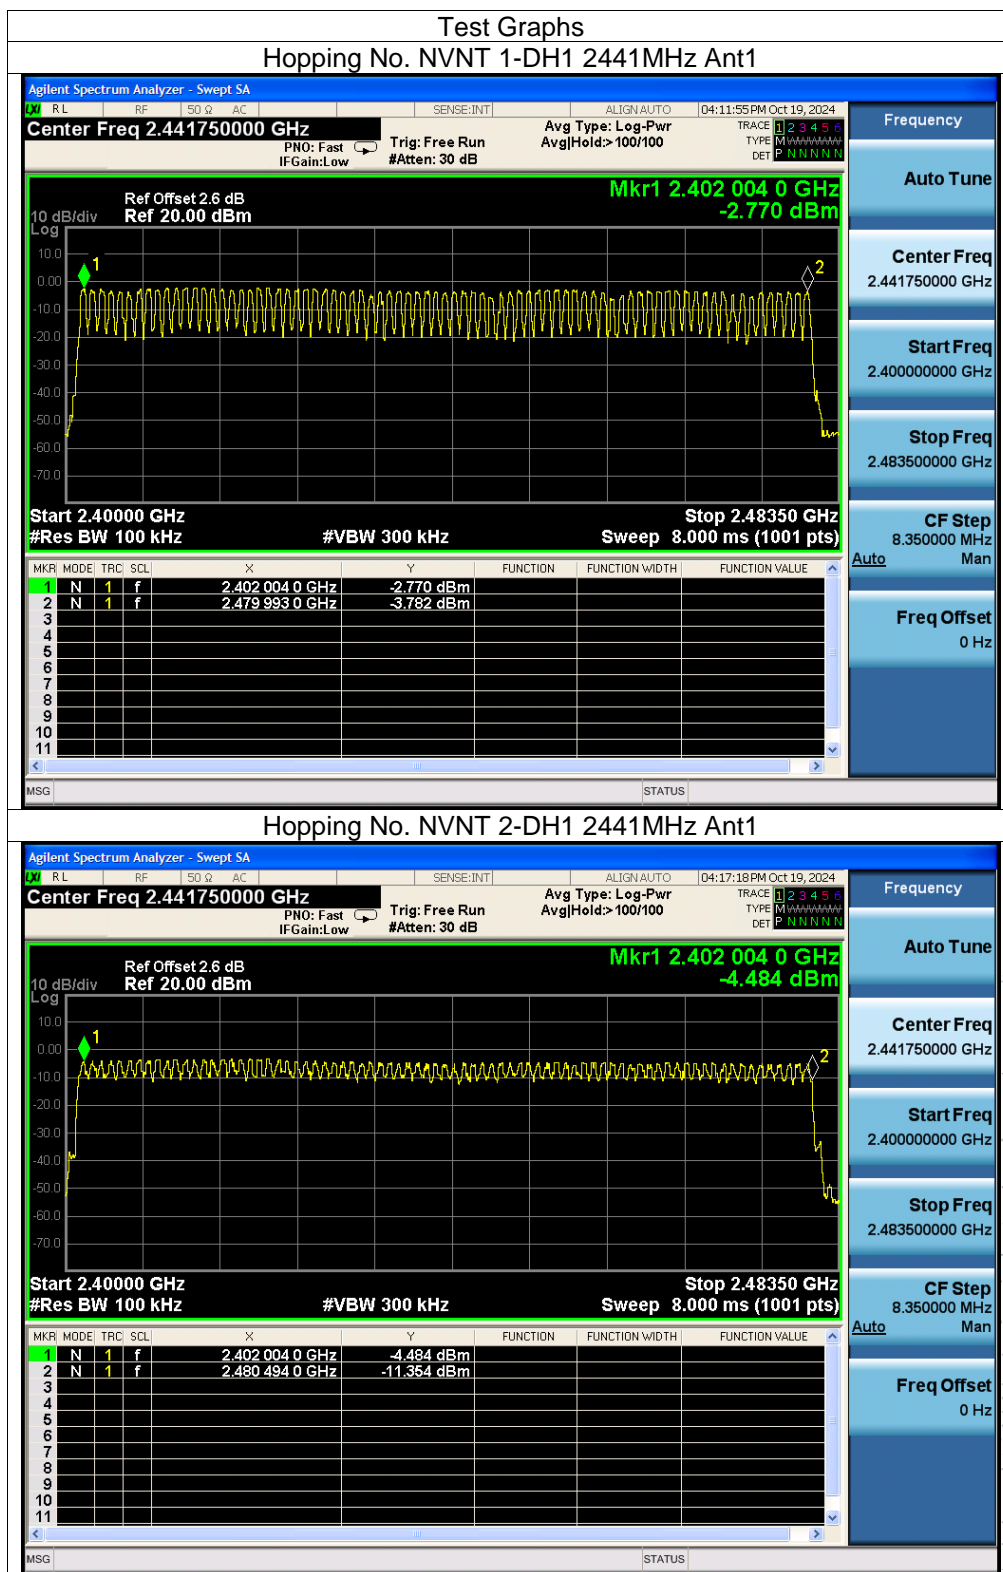 Test Graphs
Hopping No. NVNT 1-DH1 2441MHz Ant1
Agilent Spectrum Analyzer - Swept SA
LXI RL RF 50 Ω AC SENSE:INT ALIGN AUTO 04:11:55 PM Oct 19, 2024
Center Freq 2.441750000 GHz
PNO: Fast
IFGain:Low
Trig: Free Run
#Atten: 30 dB
Avg Type: Log-Pwr
Avg|Hold:>100/100
TRACE 1 2 3 4 5 6
TYPE M
DET P N N N N N
Frequency
Auto Tune
Center Freq
2.441750000 GHz
Start Freq
2.400000000 GHz
Stop Freq
2.483500000 GHz
CF Step
8.350000 MHz
Auto Man
Freq Offset
0 Hz
Mkr1 2.402 004 0 GHz
-2.770 dBm
Ref Offset 2.6 dB
10 dB/div Ref 20.00 dBm
Log
10.0
0.00
-10.0
-20.0
-30.0
-40.0
-50.0
-60.0
-70.0
1
2
Start 2.40000 GHz Stop 2.48350 GHz
#Res BW 100 kHz #VBW 300 kHz Sweep 8.000 ms (1001 pts)
MKR MODE TRC SCL X Y FUNCTION FUNCTION WIDTH FUNCTION VALUE
1 N 1 f 2.402 004 0 GHz -2.770 dBm
2 N 1 f 2.479 993 0 GHz -3.782 dBm
3
4
5
6
7
8
9
10
11
MSG STATUS
Hopping No. NVNT 2-DH1 2441MHz Ant1
Agilent Spectrum Analyzer - Swept SA
LXI RL RF 50 Ω AC SENSE:INT ALIGN AUTO 04:17:18 PM Oct 19, 2024
Center Freq 2.441750000 GHz
PNO: Fast
IFGain:Low
Trig: Free Run
#Atten: 30 dB
Avg Type: Log-Pwr
Avg|Hold:>100/100
TRACE 1 2 3 4 5 6
TYPE M
DET P N N N N N
Frequency
Auto Tune
Center Freq
2.441750000 GHz
Start Freq
2.400000000 GHz
Stop Freq
2.483500000 GHz
CF Step
8.350000 MHz
Auto Man
Freq Offset
0 Hz
Mkr1 2.402 004 0 GHz
-4.484 dBm
Ref Offset 2.6 dB
10 dB/div Ref 20.00 dBm
Log
10.0
0.00
-10.0
-20.0
-30.0
-40.0
-50.0
-60.0
-70.0
1
2
Start 2.40000 GHz Stop 2.48350 GHz
#Res BW 100 kHz #VBW 300 kHz Sweep 8.000 ms (1001 pts)
MKR MODE TRC SCL X Y FUNCTION FUNCTION WIDTH FUNCTION VALUE
1 N 1 f 2.402 004 0 GHz -4.484 dBm
2 N 1 f 2.480 494 0 GHz -11.354 dBm
3
4
5
6
7
8
9
10
11
MSG STATUS